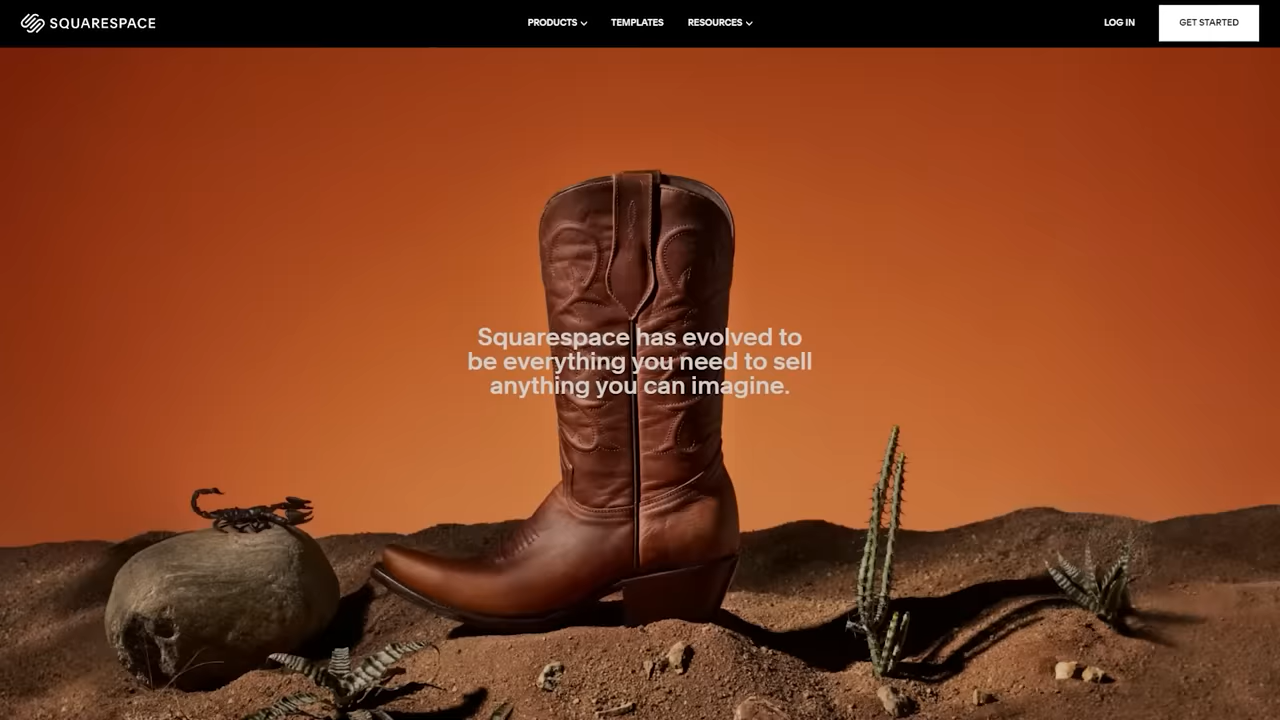 SQUARESPACE
PRODUCTS
TEMPLATES
RESOURCES
LOG IN
GET STARTED
Squarespace has evolved to
be everything you need to sell
anything you can imagine.